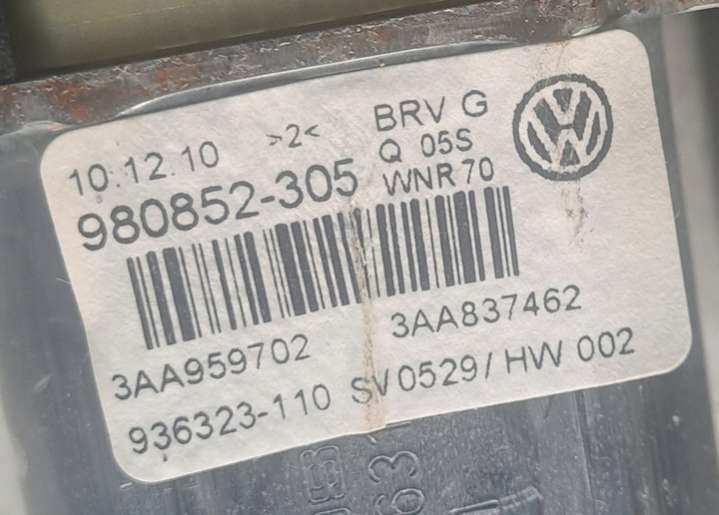 10.12.10 >2< BRV G
Q 05S
980852-305 WNR 70
3AA959702 3AA837462
936323-110 SV0529/HW 002